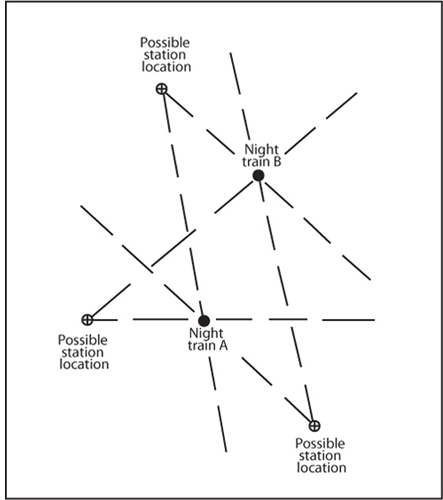 Possible
station
location
Night
train B
Possible
station
location
Night
train A
Possible
station
location